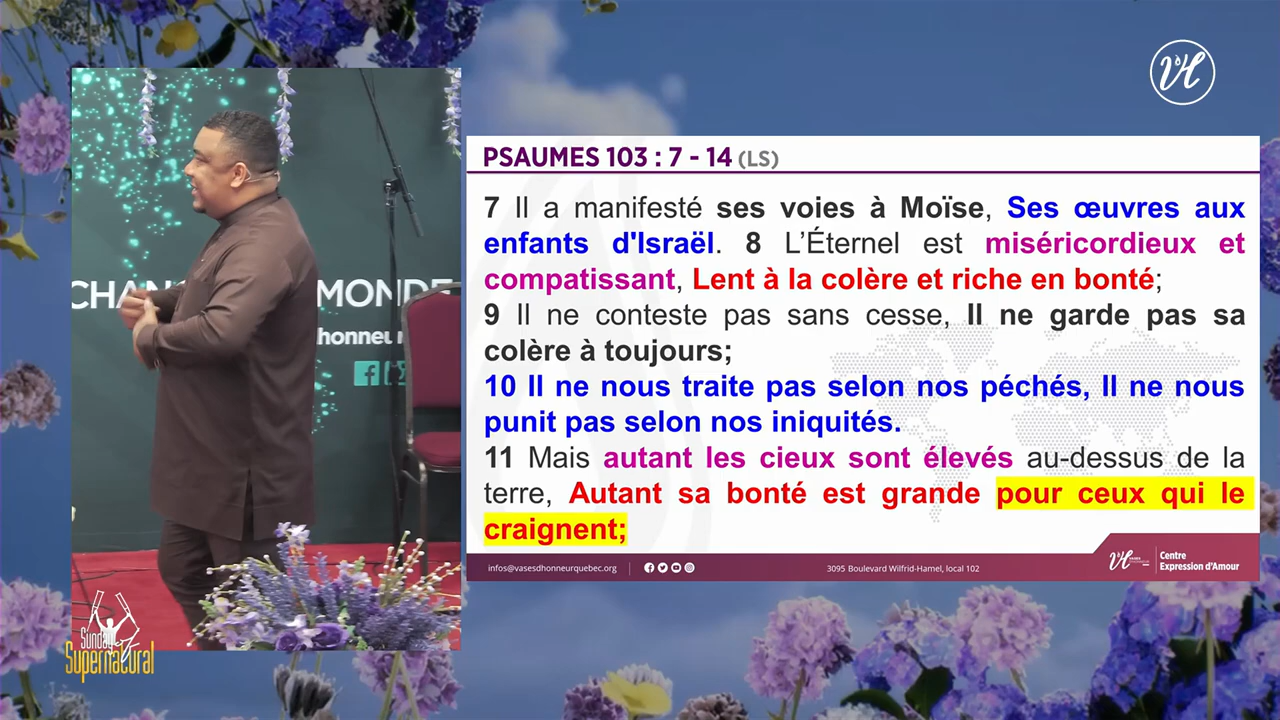 V'H
PSAUMES 103 : 7 - 14 (LS)
7 Il a manifesté ses voies à Moïse, Ses œuvres aux
enfants d'Israël. 8 L’Éternel est miséricordieux et
compatissant, Lent à la colère et riche en bonté;
9 Il ne conteste pas sans cesse, Il ne garde pas sa
colère à toujours;
10 Il ne nous traite pas selon nos péchés, Il ne nous
punit pas selon nos iniquités.
11 Mais autant les cieux sont élevés au-dessus de la
terre, Autant sa bonté est grande pour ceux qui le
craignent;
infos@vasesdhonneurquebec.org
3095 Boulevard Wilfrid-Hamel, local 102
Centre
Expression d'Amour
CHAN MONDE
honneu
Sunday
Supernatural